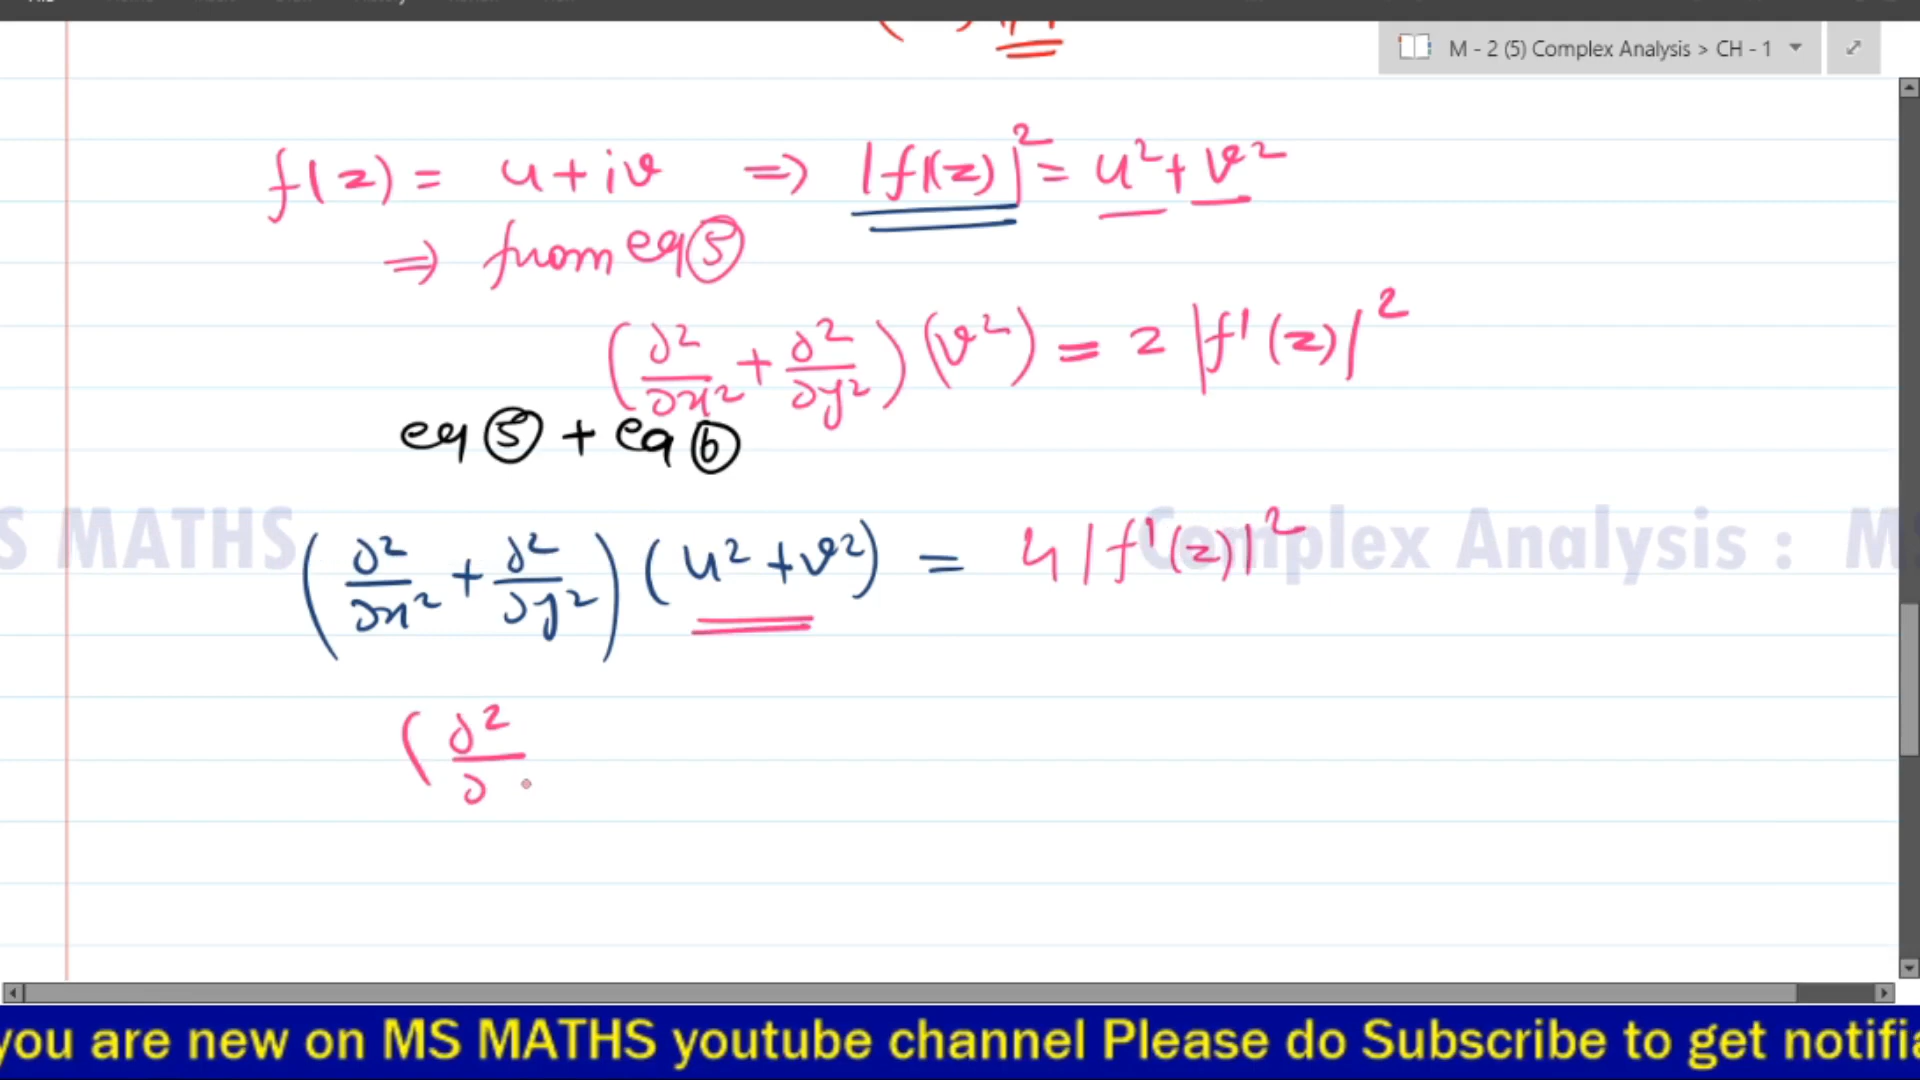 M - 2 (5) Complex Analysis > CH - 1
f(z) = u + iv ⇒ |f(z)|² = u² + v²
⇒ from eq ⑤
(∂²/∂x² + ∂²/∂y²) (v²) = 2 |f'(z)|²
eq ⑤ + eq ⑥
S MATHS Complex Analysis : MS
(∂²/∂x² + ∂²/∂y²) (u² + v²) = 4 |f'(z)|²
(∂²/∂
you are new on MS MATHS youtube channel Please do Subscribe to get notifi